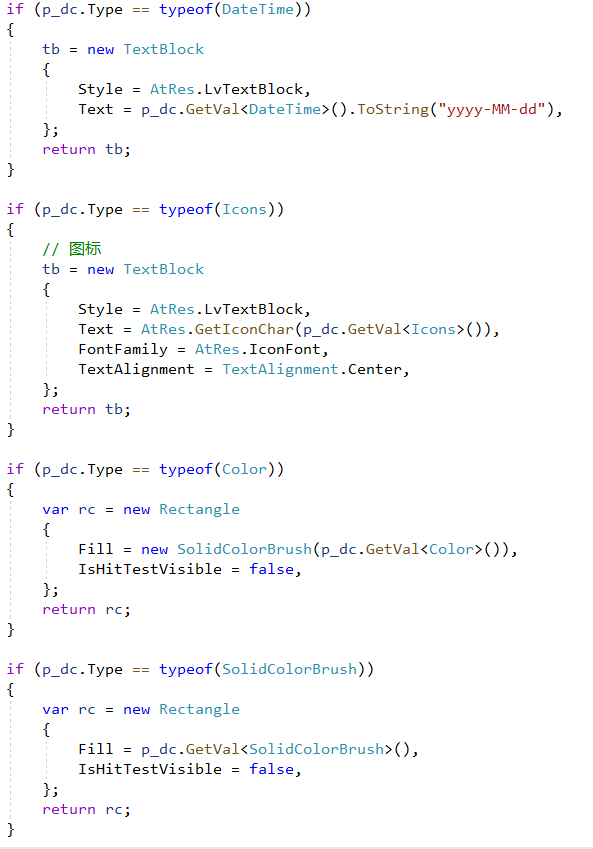 if (p_dc.Type == typeof(DateTime))
{
    tb = new TextBlock
    {
        Style = AtRes.LvTextBlock,
        Text = p_dc.GetVal<DateTime>().ToString("yyyy-MM-dd"),
    };
    return tb;
}

if (p_dc.Type == typeof(Icons))
{
    // 图标
    tb = new TextBlock
    {
        Style = AtRes.LvTextBlock,
        Text = AtRes.GetIconChar(p_dc.GetVal<Icons>()),
        FontFamily = AtRes.IconFont,
        TextAlignment = TextAlignment.Center,
    };
    return tb;
}

if (p_dc.Type == typeof(Color))
{
    var rc = new Rectangle
    {
        Fill = new SolidColorBrush(p_dc.GetVal<Color>()),
        IsHitTestVisible = false,
    };
    return rc;
}

if (p_dc.Type == typeof(SolidColorBrush))
{
    var rc = new Rectangle
    {
        Fill = p_dc.GetVal<SolidColorBrush>(),
        IsHitTestVisible = false,
    };
    return rc;
}